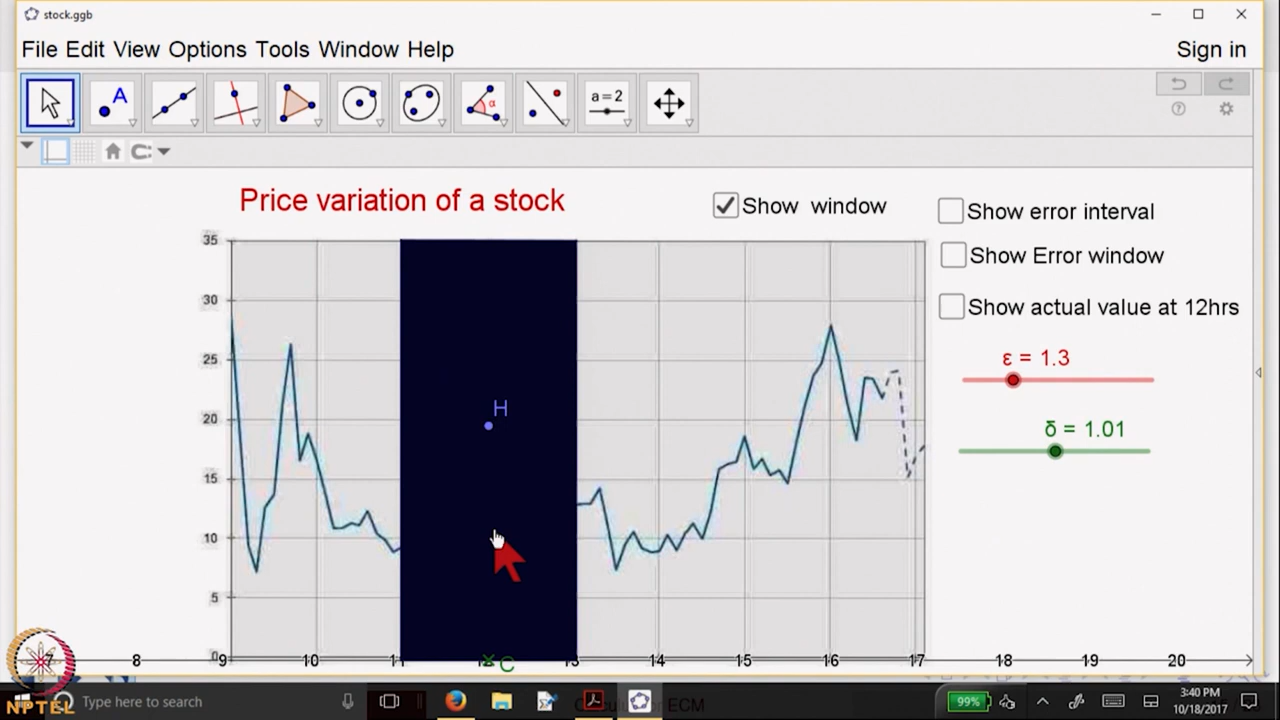 stock.ggb
File Edit View Options Tools Window Help
Sign in
A
α
a = 2
Price variation of a stock
Show window
Show error interval
Show Error window
Show actual value at 12hrs
ε = 1.3
δ = 1.01
35
30
25
20
15
10
5
0
H
C
7 8 9 10 11 12 13 14 15 16 17 18 19 20
NPTEL
Type here to search
99%
3:40 PM
10/18/2017